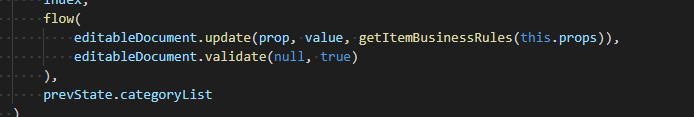 index,
flow(
editableDocument.update(prop, value, getItemBusinessRules(this.props)),
editableDocument.validate(null, true)
),
prevState.categoryList
)